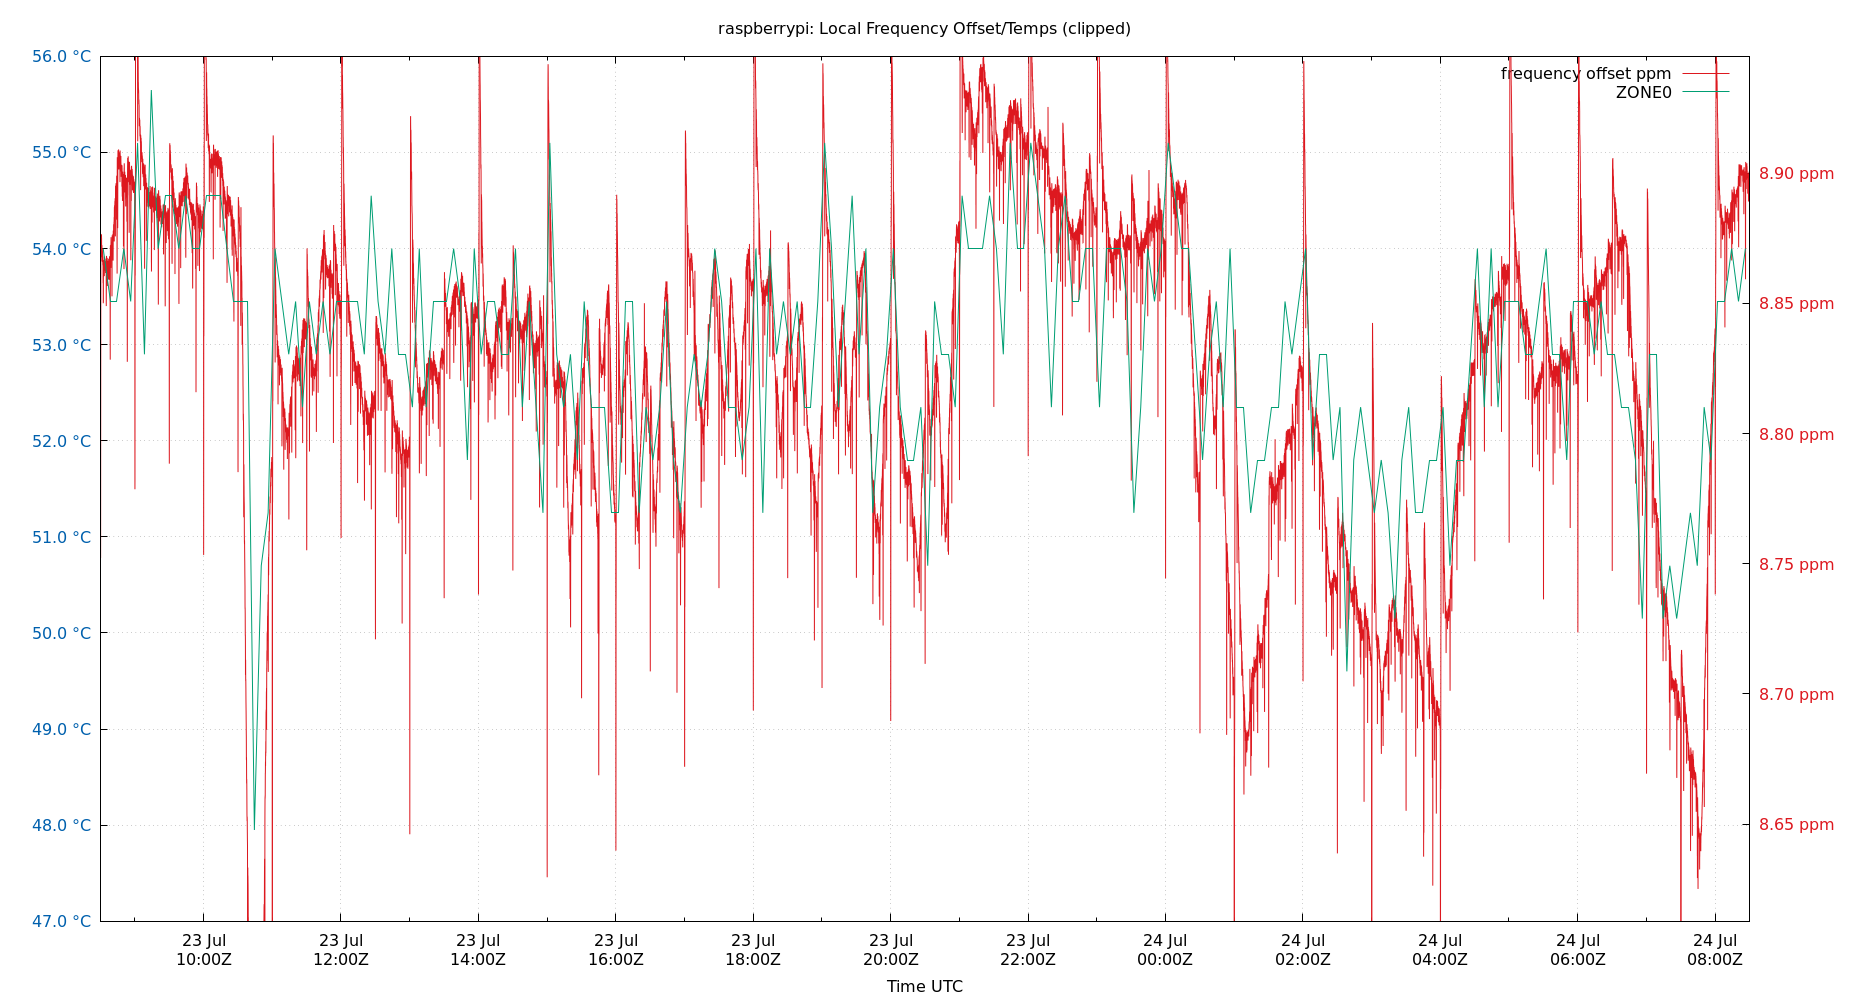 raspberrypi: Local Frequency Offset/Temps (clipped)
56.0 °C
55.0 °C
54.0 °C
53.0 °C
52.0 °C
51.0 °C
50.0 °C
49.0 °C
48.0 °C
47.0 °C
frequency offset ppm
ZONE0
8.90 ppm
8.85 ppm
8.80 ppm
8.75 ppm
8.70 ppm
8.65 ppm
23 Jul 23 Jul 23 Jul 23 Jul 23 Jul 23 Jul 23 Jul 24 Jul 24 Jul 24 Jul 24 Jul 24 Jul
10:00Z 12:00Z 14:00Z 16:00Z 18:00Z 20:00Z 22:00Z 00:00Z 02:00Z 04:00Z 06:00Z 08:00Z
Time UTC